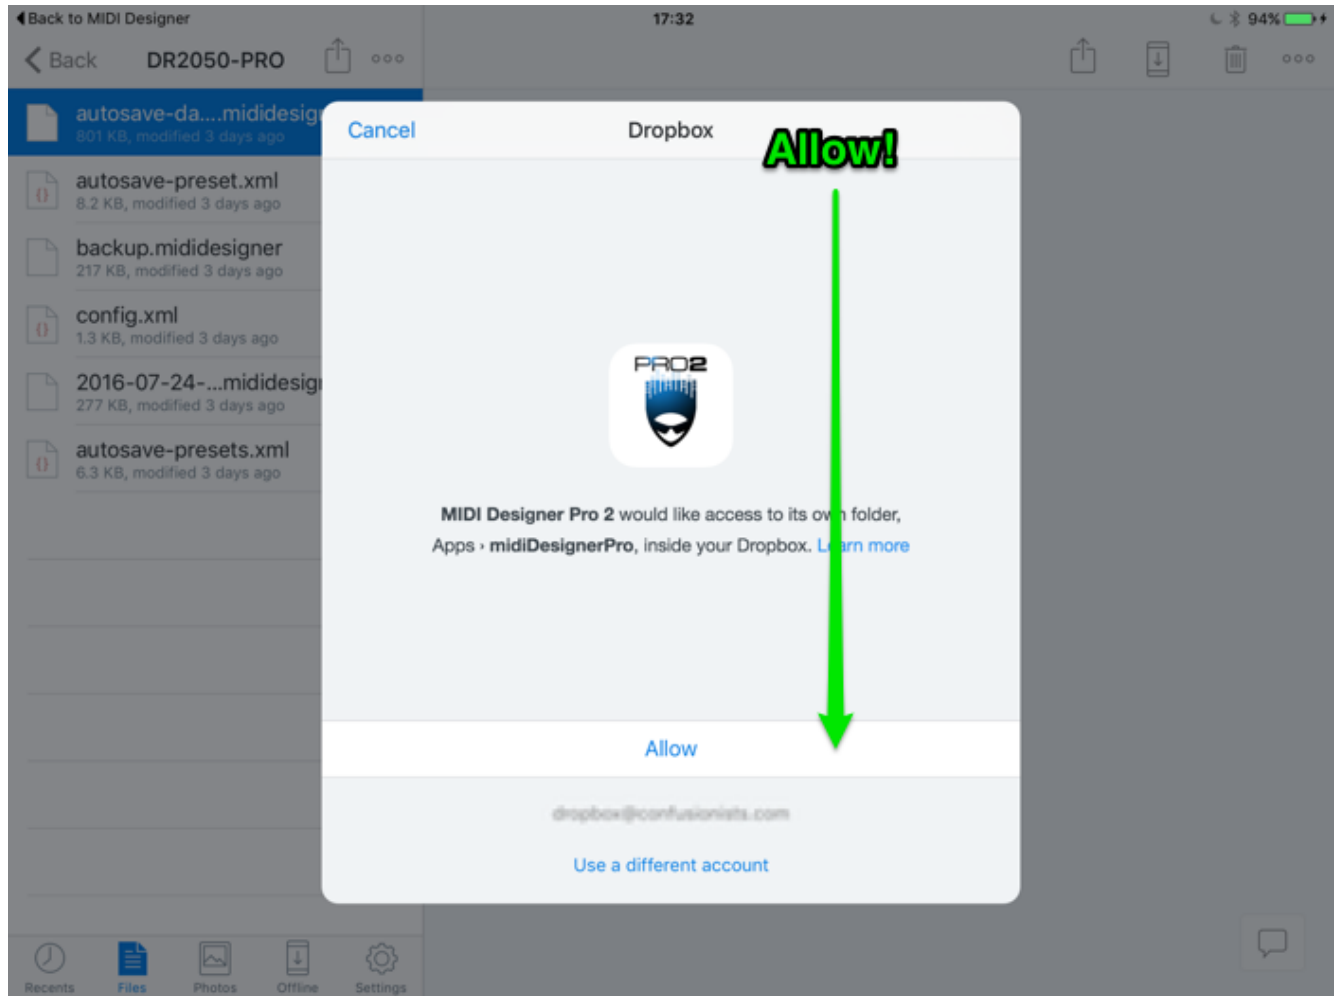 Back to MIDI Designer
17:32
94%
Back
DR2050-PRO
autosave-da....mididesig
801 KB, modified 3 days ago
autosave-preset.xml
8.2 KB, modified 3 days ago
backup.mididesigner
217 KB, modified 3 days ago
config.xml
1.3 KB, modified 3 days ago
2016-07-24-...mididesig
277 KB, modified 3 days ago
autosave-presets.xml
6.3 KB, modified 3 days ago
Cancel
Dropbox
Allow!
PRO2
MIDI Designer Pro 2 would like access to its own folder,
Apps › midiDesignerPro, inside your Dropbox. Learn more
Allow
dropbox@confusionists.com
Use a different account
Recents
Files
Photos
Offline
Settings